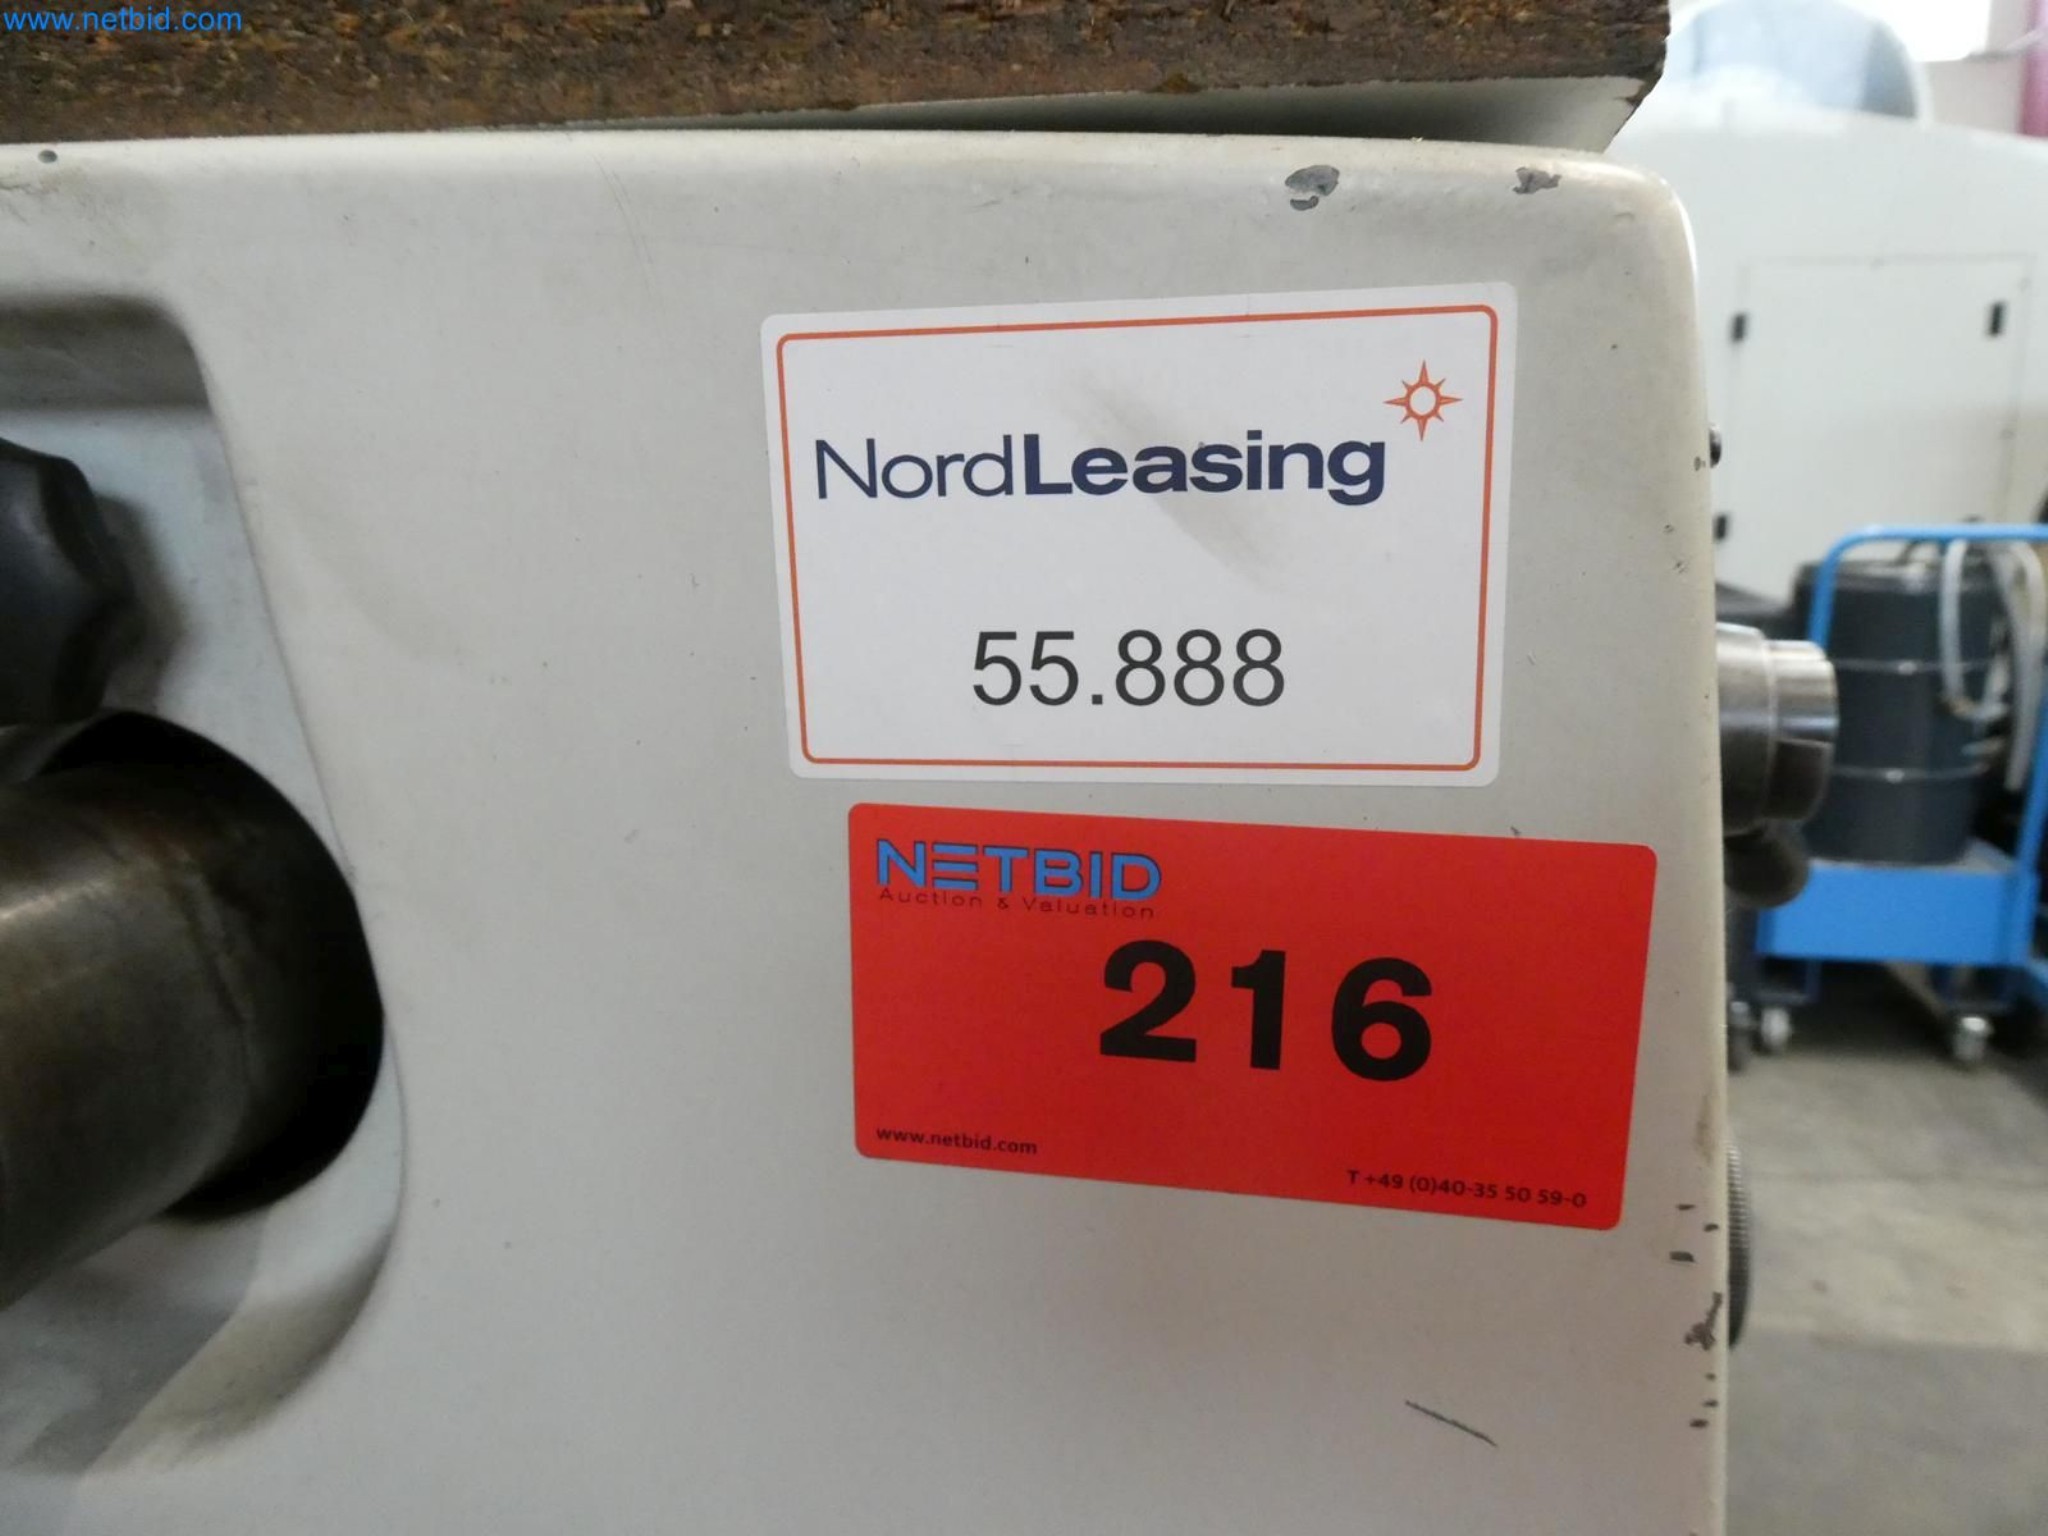 www.netbid.com
NordLeasing
55.888
NETBID
Auction & Valuation
216
www.netbid.com
T +49 (0)40-35 50 59-0